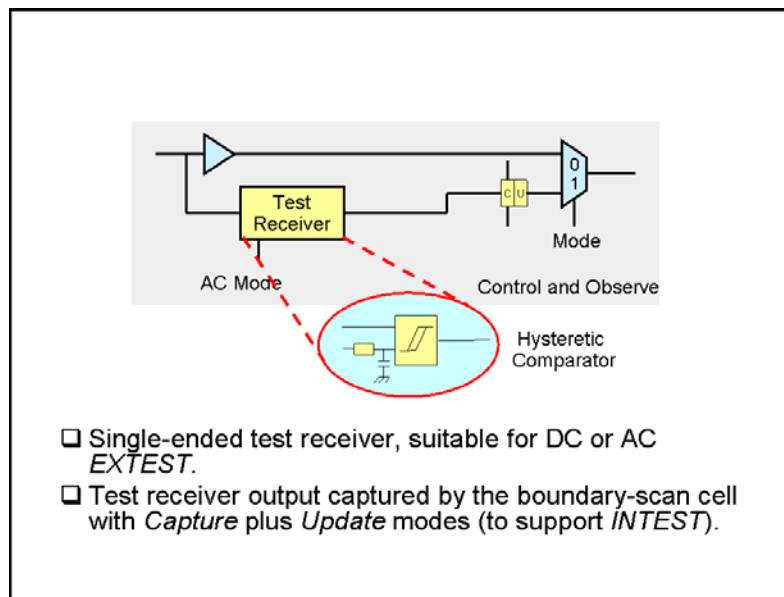 0
1
Test
Receiver
C U
Mode
AC Mode
Control and Observe
Hysteretic
Comparator
❑ Single-ended test receiver, suitable for DC or AC
EXTEST.
❑ Test receiver output captured by the boundary-scan cell
with Capture plus Update modes (to support INTEST).